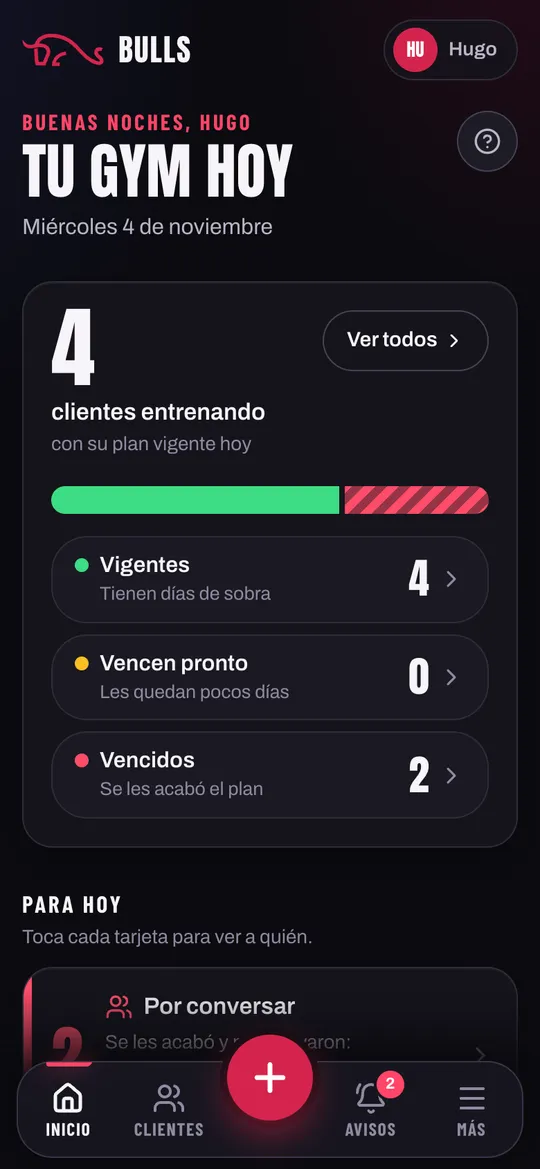 BULLS
HU Hugo
BUENAS NOCHES, HUGO
TU GYM HOY
Miércoles 4 de noviembre
4
Ver todos
clientes entrenando
con su plan vigente hoy
Vigentes
Tienen días de sobra
4
Vencen pronto
Les quedan pocos días
0
Vencidos
Se les acabó el plan
2
PARA HOY
Toca cada tarjeta para ver a quién.
Por conversar
2
Se les acabó y
2
INICIO
CLIENTES
AVISOS
MÁS